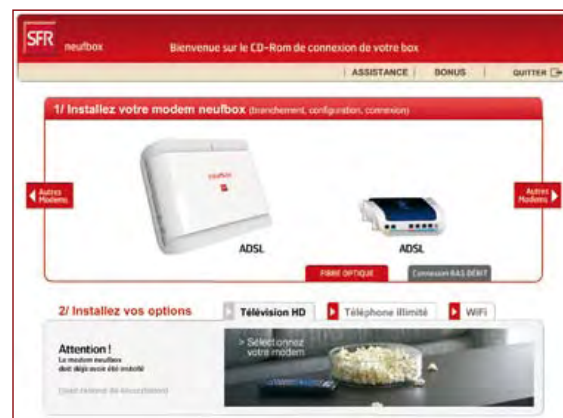 SFR
neufbox
Bienvenue sur le CD-Rom de connexion de votre box
ASSISTANCE
BONUS
QUITTER
1/ Installez votre modem neufbox (branchement, configuration, connexion)
neufbox
Autres Modems
Autres Modems
ADSL
ADSL
FIBRE OPTIQUE
Connexion BAS DÉBIT
2/ Installez vos options
Télévision HD
Téléphone illimité
WiFi
Attention !
Le modem neufbox
doit déjà avoir été installé
> Sélectionnez
votre modem